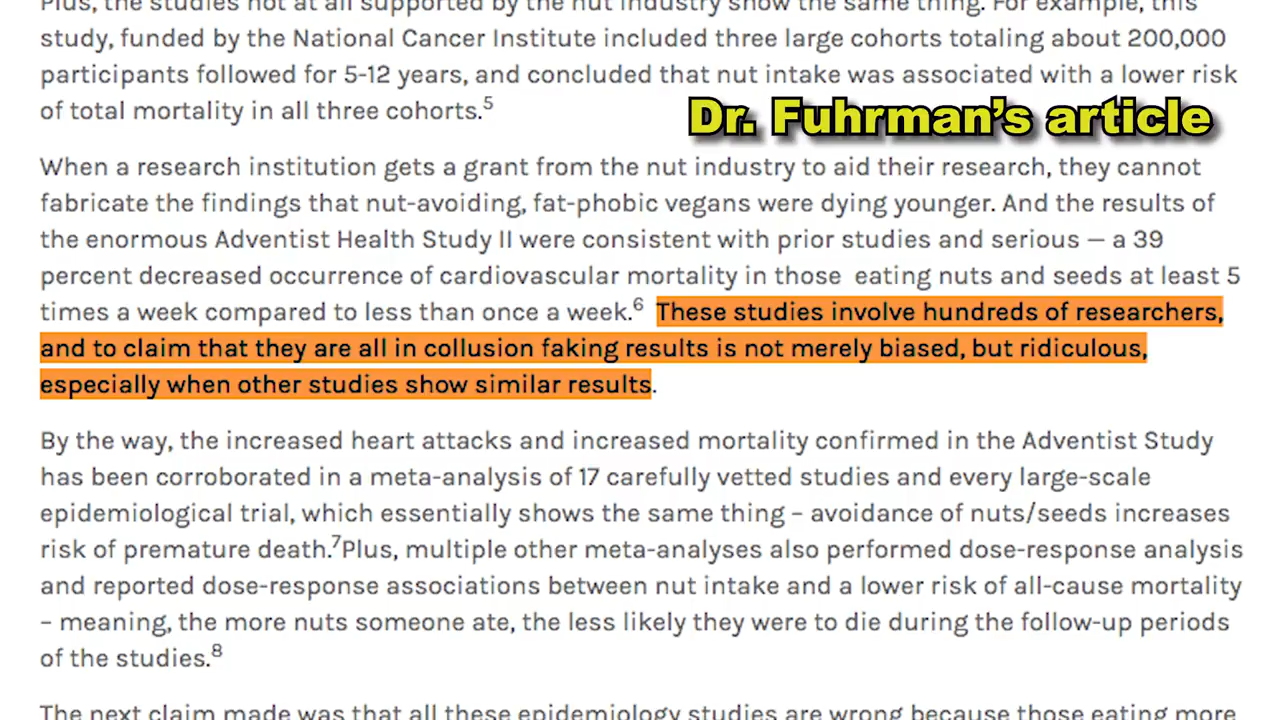 Plus, the studies not at all supported by the nut industry show the same thing. For example, this
study, funded by the National Cancer Institute included three large cohorts totaling about 200,000
participants followed for 5-12 years, and concluded that nut intake was associated with a lower risk
of total mortality in all three cohorts.5
Dr. Fuhrman's article
When a research institution gets a grant from the nut industry to aid their research, they cannot
fabricate the findings that nut-avoiding, fat-phobic vegans were dying younger. And the results of
the enormous Adventist Health Study II were consistent with prior studies and serious — a 39
percent decreased occurrence of cardiovascular mortality in those  eating nuts and seeds at least 5
times a week compared to less than once a week.6  These studies involve hundreds of researchers,
and to claim that they are all in collusion faking results is not merely biased, but ridiculous,
especially when other studies show similar results.
By the way, the increased heart attacks and increased mortality confirmed in the Adventist Study
has been corroborated in a meta-analysis of 17 carefully vetted studies and every large-scale
epidemiological trial, which essentially shows the same thing – avoidance of nuts/seeds increases
risk of premature death.7Plus, multiple other meta-analyses also performed dose-response analysis
and reported dose-response associations between nut intake and a lower risk of all-cause mortality
– meaning, the more nuts someone ate, the less likely they were to die during the follow-up periods
of the studies.8
The next claim made was that all these epidemiology studies are wrong because those eating more